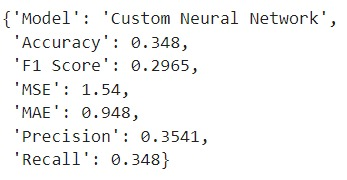 {'Model': 'Custom Neural Network',
'Accuracy': 0.348,
'F1 Score': 0.2965,
'MSE': 1.54,
'MAE': 0.948,
'Precision': 0.3541,
'Recall': 0.348}